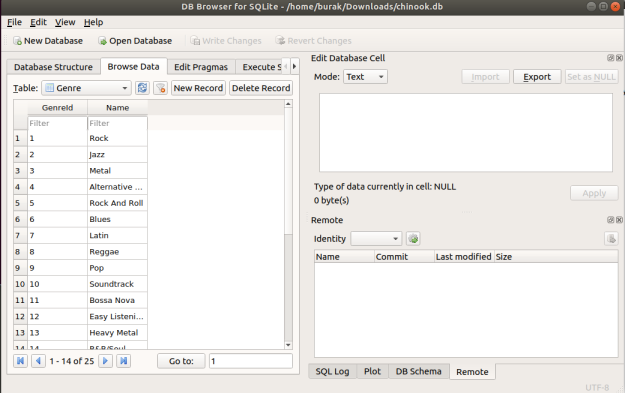 DB Browser for SQLite - /home/burak/Downloads/chinook.db
File Edit View Help
New Database Open Database Write Changes Revert Changes
Database Structure Browse Data Edit Pragmas Execute S
Table: Genre New Record Delete Record
GenreId Name
Filter Filter
1 1 Rock
2 2 Jazz
3 3 Metal
4 4 Alternative ...
5 5 Rock And Roll
6 6 Blues
7 7 Latin
8 8 Reggae
9 9 Pop
10 10 Soundtrack
11 11 Bossa Nova
12 12 Easy Listeni...
13 13 Heavy Metal
14 14 R&B/Soul
1 - 14 of 25 Go to: 1
Edit Database Cell
Mode: Text Import Export Set as NULL
Type of data currently in cell: NULL
0 byte(s)
Apply
Remote
Identity
Name Commit Last modified Size
SQL Log Plot DB Schema Remote
UTF-8